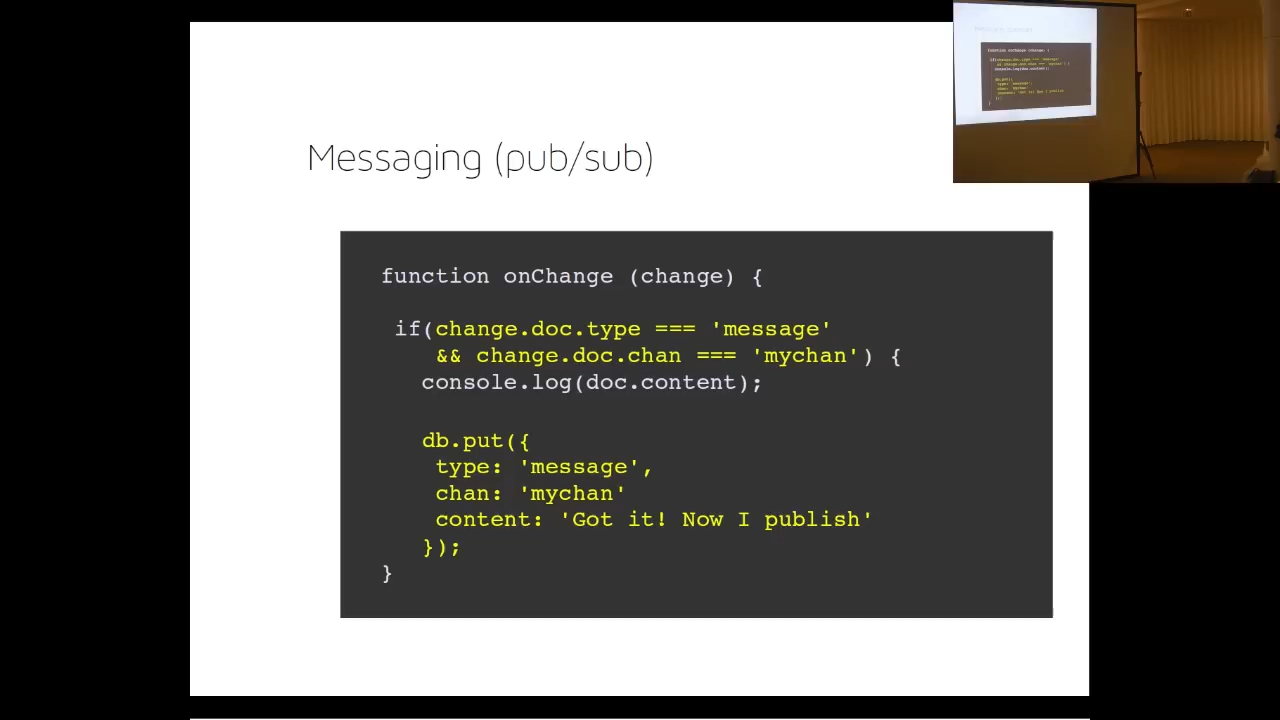 Messaging (pub/sub)
function onChange (change) {
if(change.doc.type === 'message'
&& change.doc.chan === 'mychan') {
console.log(doc.content);
db.put({
type: 'message',
chan: 'mychan'
content: 'Got it! Now I publish'
});
}